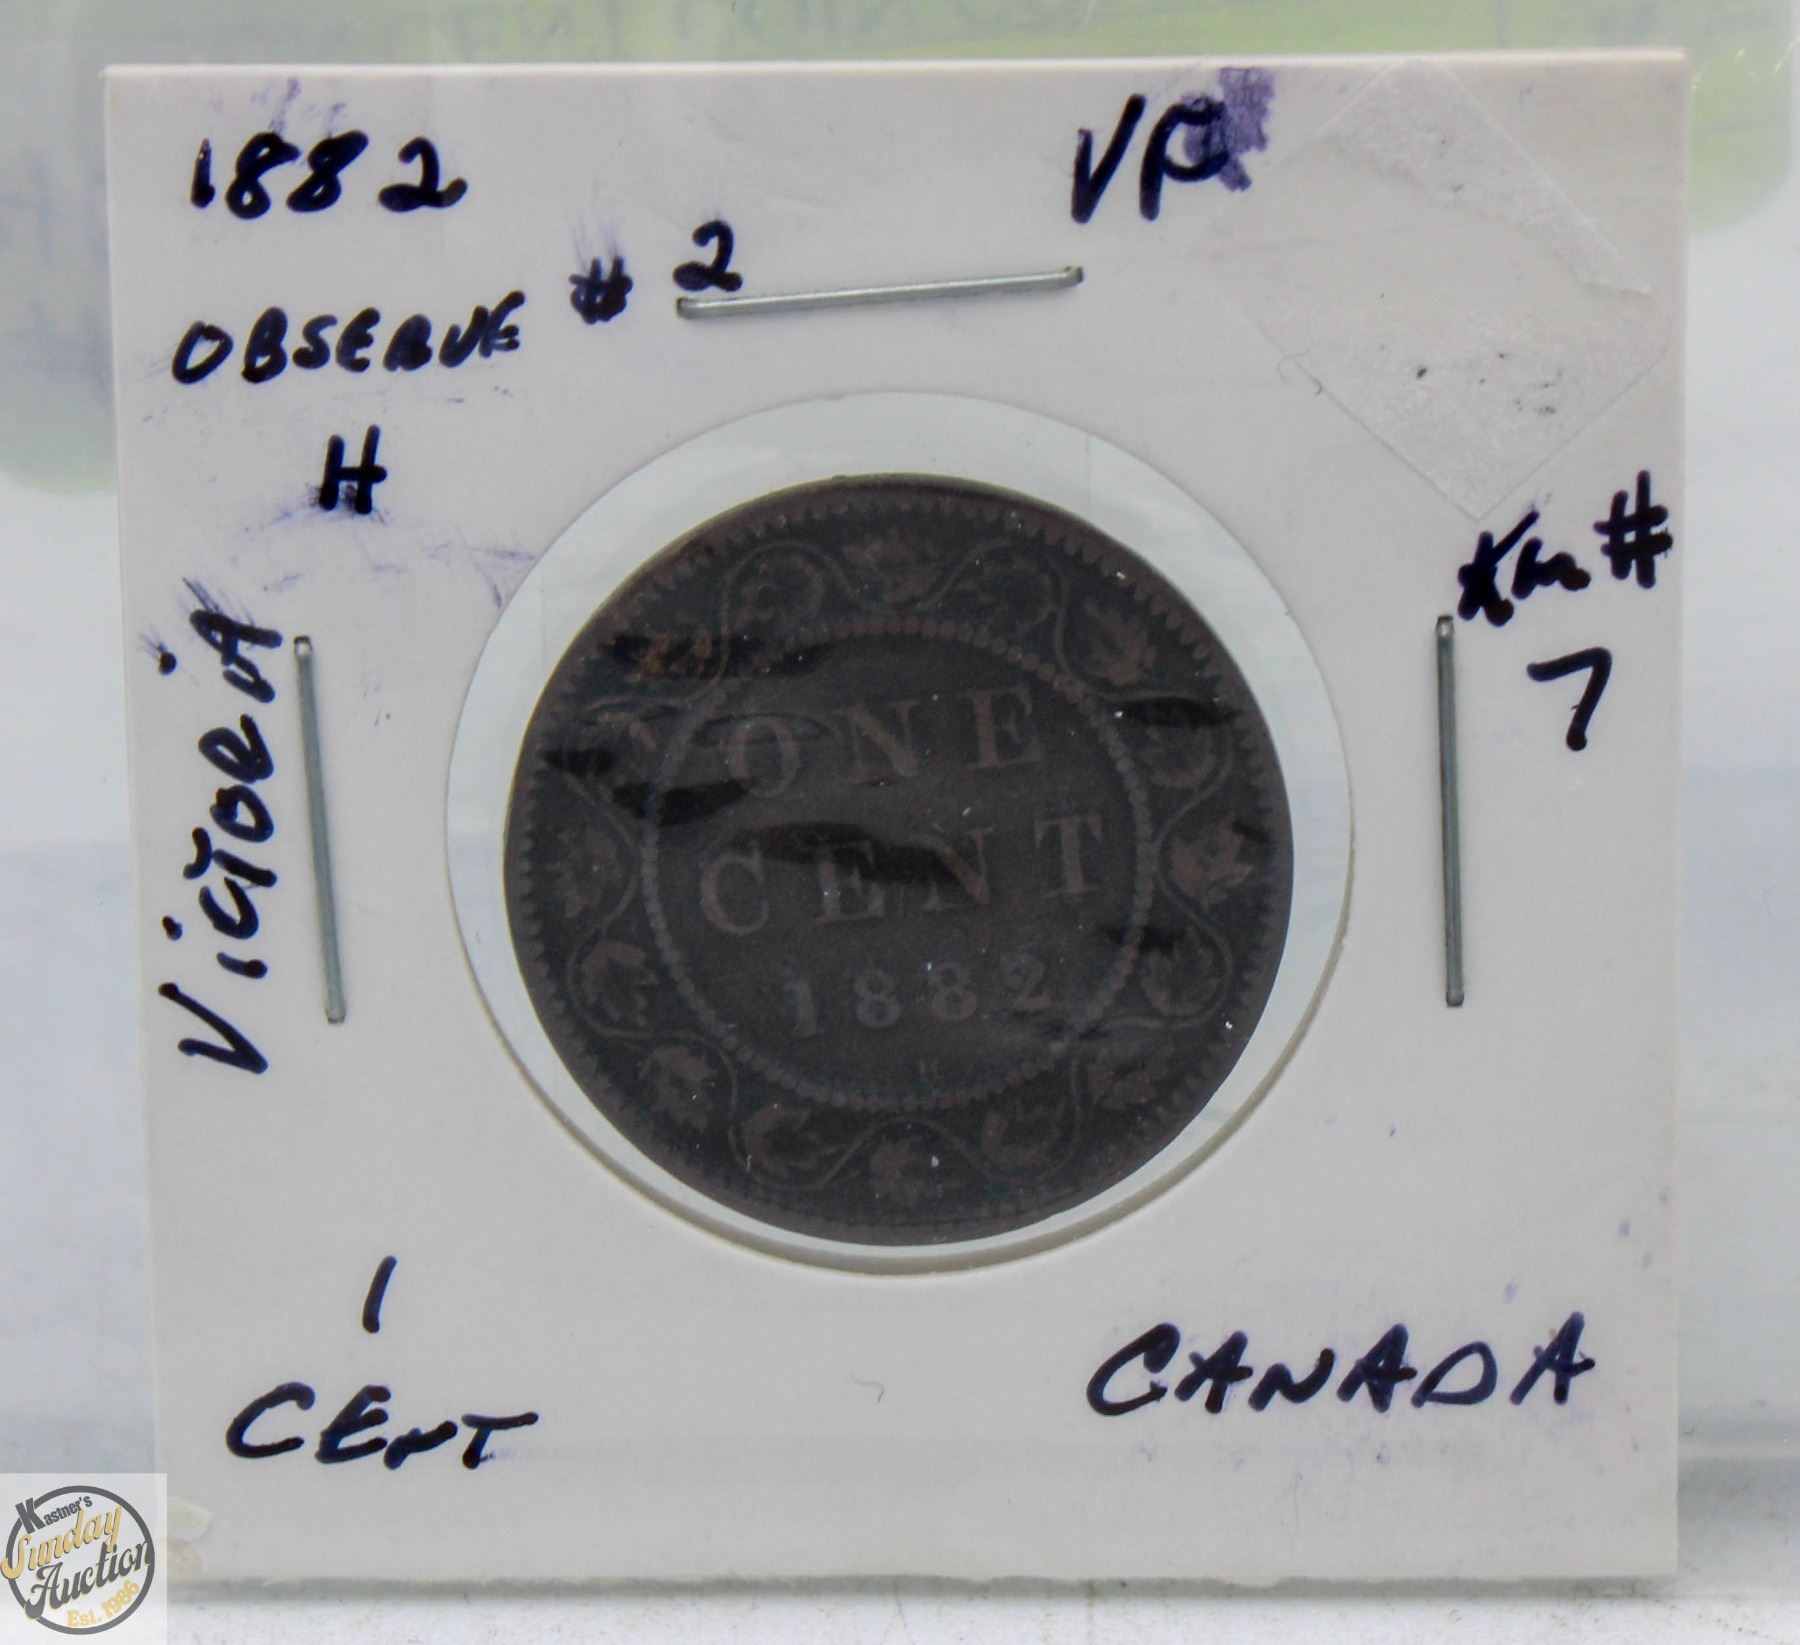 1882
VF
OBSERVE # 2
H
Km #
7
VICTORIA
ONE
CENT
1882
H
1
CENT
CANADA
Kastner's
Sunday
Auction
Est. 1986